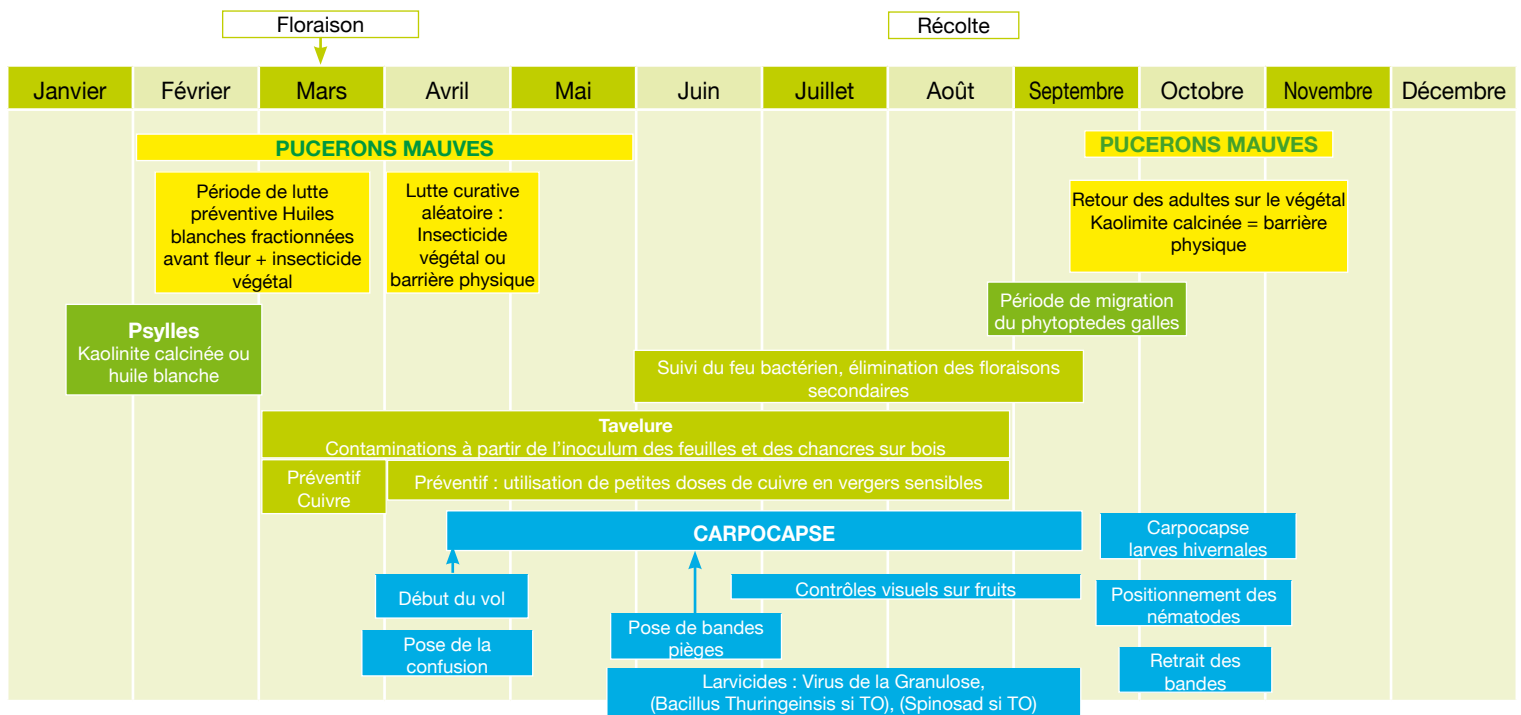 Floraison
Récolte
Janvier
Février
Mars
Avril
Mai
Juin
Juillet
Août
Septembre
Octobre
Novembre
Décembre
PUCERONS MAUVES
PUCERONS MAUVES
Période de lutte
préventive Huiles
blanches fractionnées
avant fleur + insecticide
végétal
Lutte curative
aléatoire :
Insecticide
végétal ou
barrière physique
Retour des adultes sur le végétal
Kaolimite calcinée = barrière
physique
Période de migration
du phytoptedes galles
Psylles
Kaolinite calcinée ou
huile blanche
Suivi du feu bactérien, élimination des floraisons
secondaires
Tavelure
Contaminations à partir de l'inoculum des feuilles et des chancres sur bois
Préventif
Cuivre
Préventif : utilisation de petites doses de cuivre en vergers sensibles
CARPOCAPSE
Carpocapse
larves hivernales
Début du vol
Contrôles visuels sur fruits
Positionnement des
nématodes
Pose de la
confusion
Pose de bandes
pièges
Retrait des
bandes
Larvicides : Virus de la Granulose,
(Bacillus Thuringeinsis si TO), (Spinosad si TO)